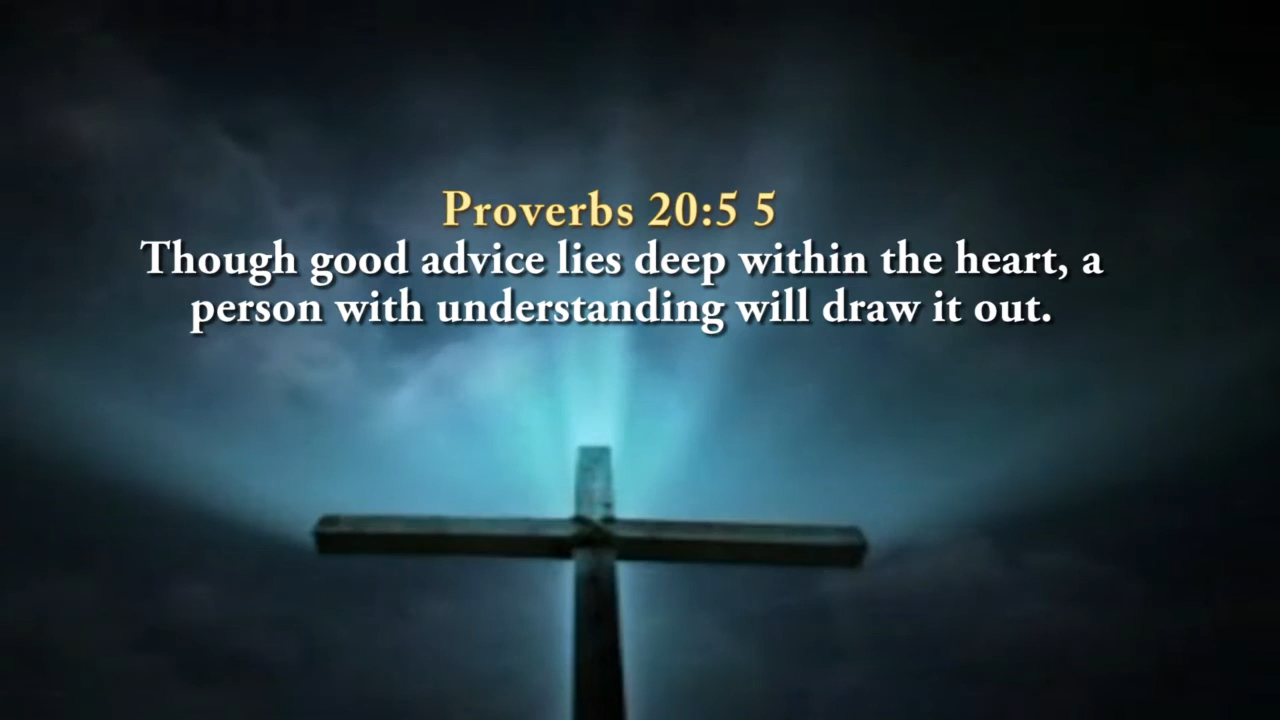 Proverbs 20:5 5
Though good advice lies deep within the heart, a
person with understanding will draw it out.